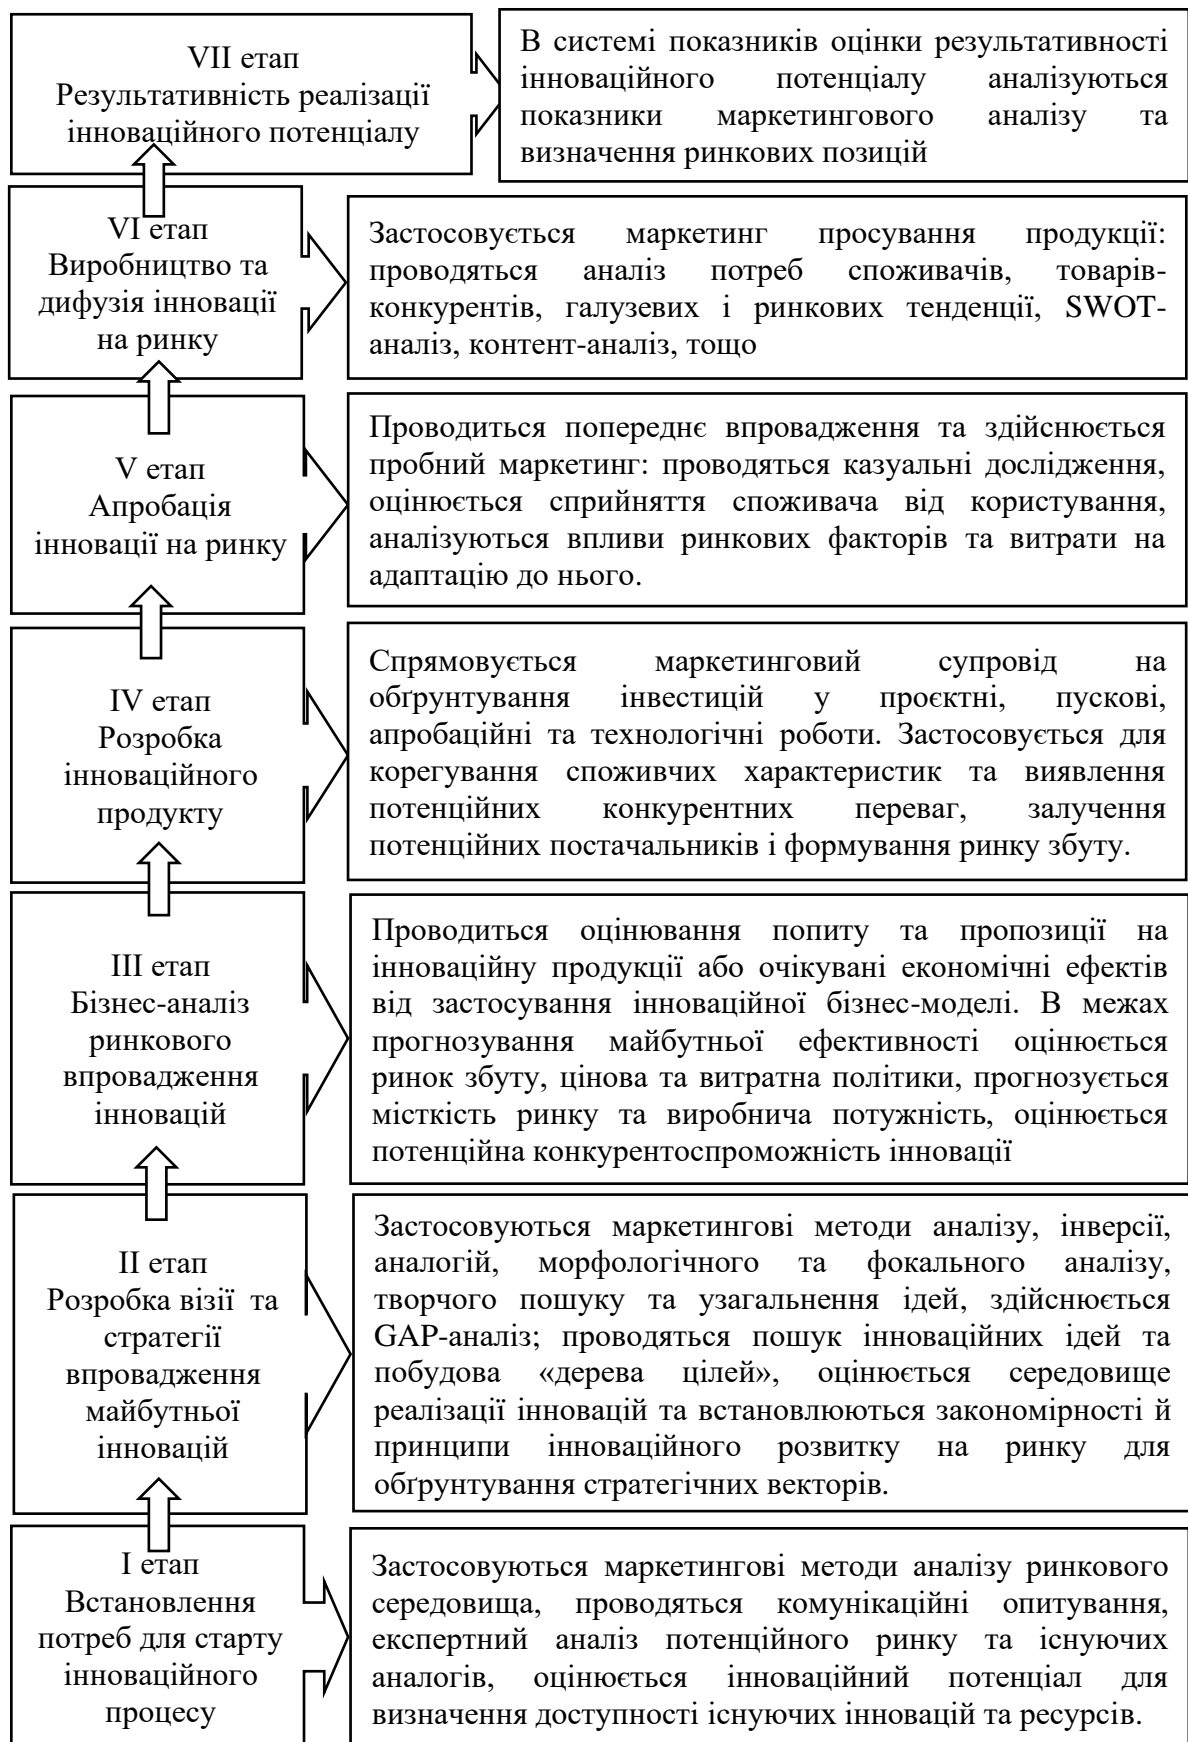 VII етап
Результативність реалізації
інноваційного потенціалу
В системі показників оцінки результативності
інноваційного потенціалу аналізуються
показники маркетингового аналізу та
визначення ринкових позицій
VI етап
Виробництво та
дифузія інновації
на ринку
Застосовується маркетинг просування продукції:
проводяться аналіз потреб споживачів, товарів-
конкурентів, галузевих і ринкових тенденції, SWOT-
аналіз, контент-аналіз, тощо
V етап
Апробація
інновації на ринку
Проводиться попереднє впровадження та здійснюється
пробний маркетинг: проводяться казуальні дослідження,
оцінюється сприйняття споживача від користування,
аналізуються впливи ринкових факторів та витрати на
адаптацію до нього.
IV етап
Розробка
інноваційного
продукту
Спрямовується маркетинговий супровід на
обґрунтування інвестицій у проєктні, пускові,
апробаційні та технологічні роботи. Застосовується для
корегування споживчих характеристик та виявлення
потенційних конкурентних переваг, залучення
потенційних постачальників і формування ринку збуту.
III етап
Бізнес-аналіз
ринкового
впровадження
інновацій
Проводиться оцінювання попиту та пропозиції на
інноваційну продукції або очікувані економічні ефектів
від застосування інноваційної бізнес-моделі. В межах
прогнозування майбутньої ефективності оцінюється
ринок збуту, цінова та витратна політики, прогнозується
місткість ринку та виробнича потужність, оцінюється
потенційна конкурентоспроможність інновації
II етап
Розробка візії та
стратегії
впровадження
майбутньої
інновацій
Застосовуються маркетингові методи аналізу, інверсії,
аналогій, морфологічного та фокального аналізу,
творчого пошуку та узагальнення ідей, здійснюється
GAP-аналіз; проводяться пошук інноваційних ідей та
побудова «дерева цілей», оцінюється середовище
реалізації інновацій та встановлюються закономірності й
принципи інноваційного розвитку на ринку для
обґрунтування стратегічних векторів.
I етап
Встановлення
потреб для старту
інноваційного
процесу
Застосовуються маркетингові методи аналізу ринкового
середовища, проводяться комунікаційні опитування,
експертний аналіз потенційного ринку та існуючих
аналогів, оцінюється інноваційний потенціал для
визначення доступності існуючих інновацій та ресурсів.